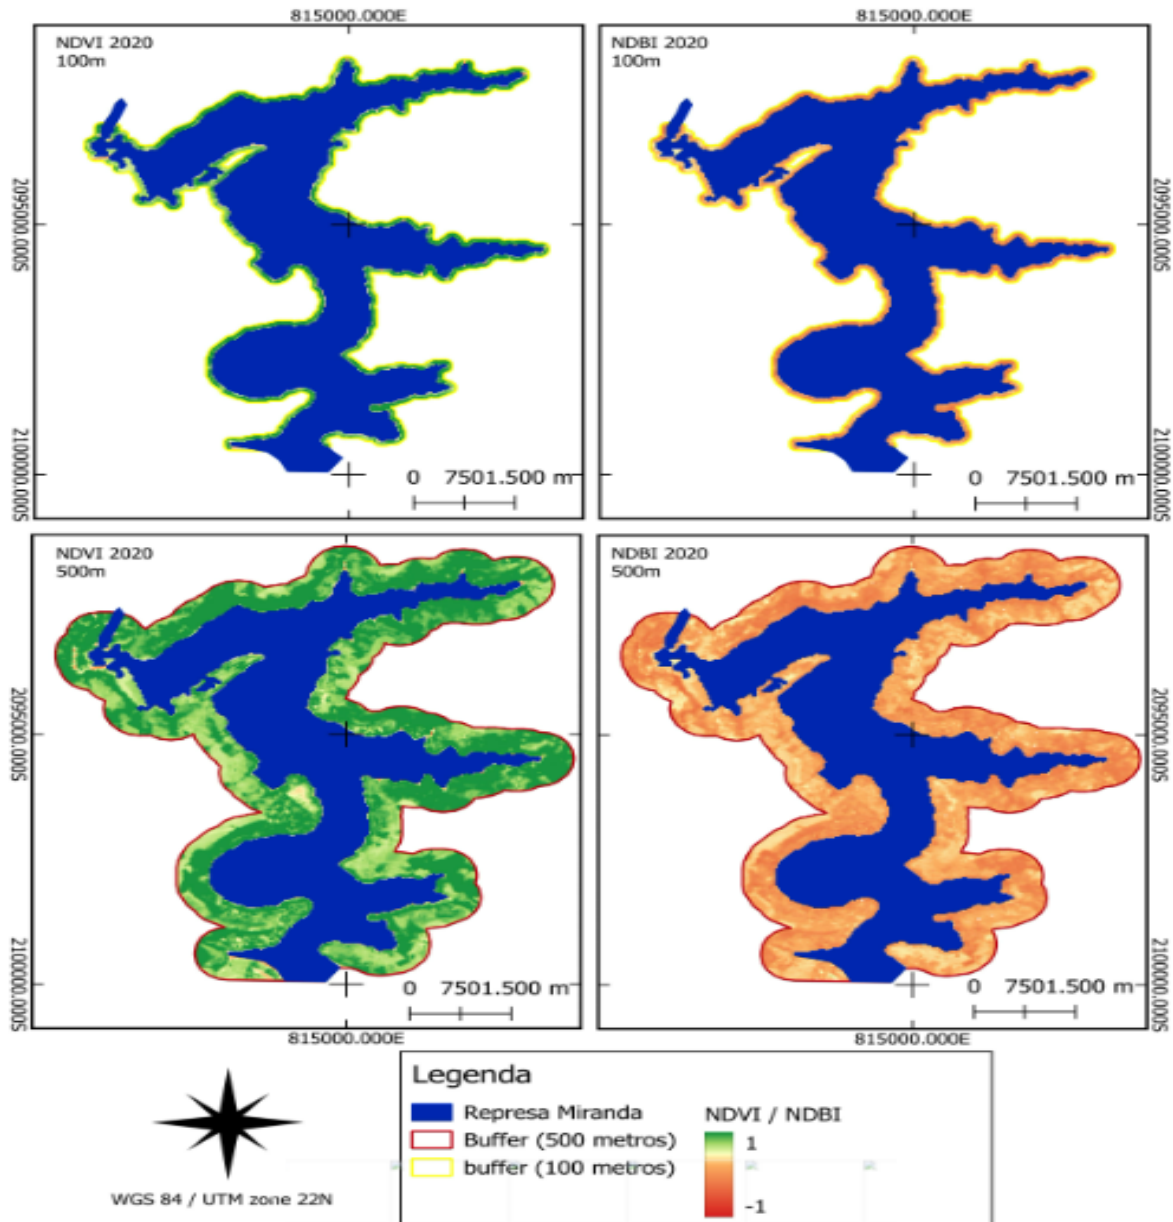 815000.000E
815000.000E
NDVI 2020
100m
NDBI 2020
100m
2095000.000S
2095000.000S
2100000.000S
2100000.000S
0 7501.500 m
0 7501.500 m
NDVI 2020
500m
NDBI 2020
500m
2095000.000S
2095000.000S
2100000.000S
2100000.000S
0 7501.500 m
0 7501.500 m
815000.000E
815000.000E
Legenda
Represa Miranda
Buffer (500 metros)
buffer (100 metros)
NDVI / NDBI
1
-1
WGS 84 / UTM zone 22N